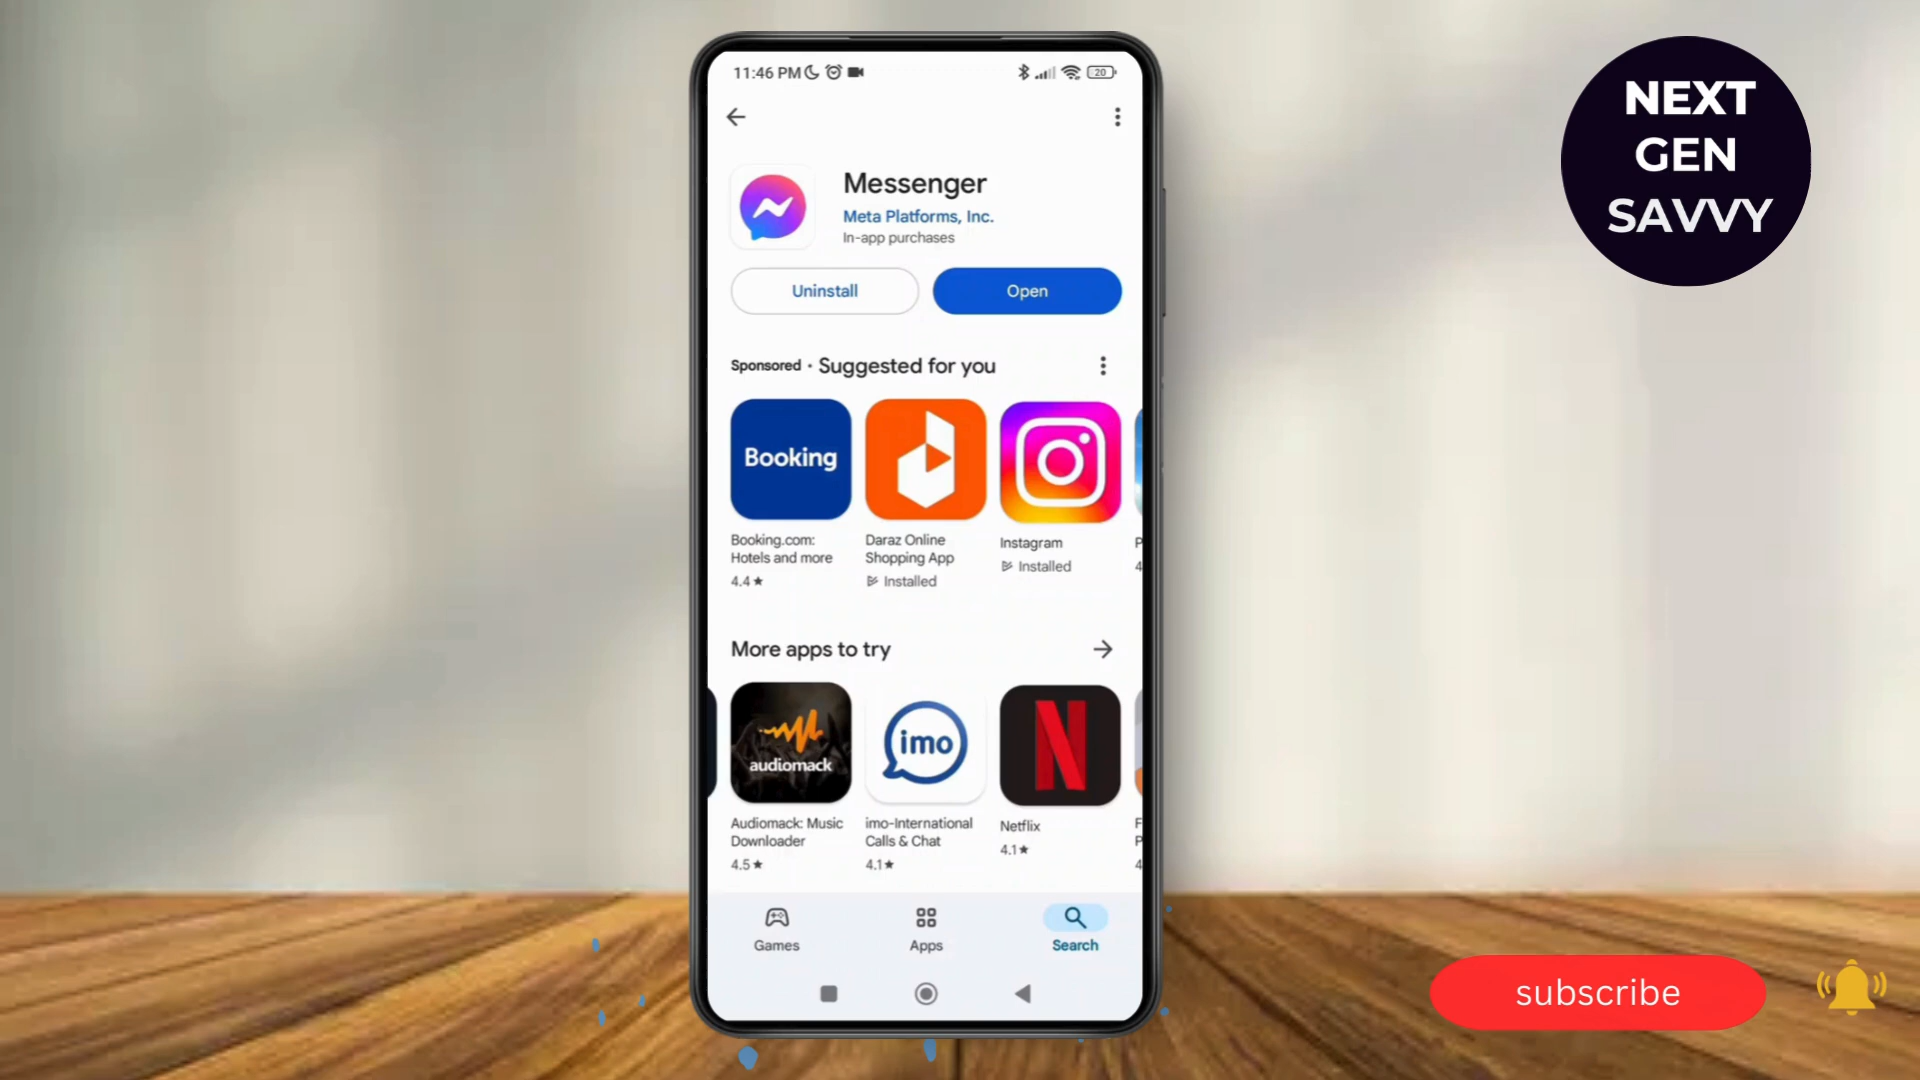 11:46 PM
20
NEXT
GEN
SAVVY
Messenger
Meta Platforms, Inc.
In-app purchases
Uninstall
Open
Sponsored · Suggested for you
Booking
Booking.com:
Hotels and more
4.4★
Daraz Online
Shopping App
Installed
Instagram
Installed
P
4
More apps to try
audiomack
Audiomack: Music
Downloader
4.5★
imo
imo-International
Calls & Chat
4.1★
N
Netflix
4.1★
F
P
4
Games
Apps
Search
subscribe